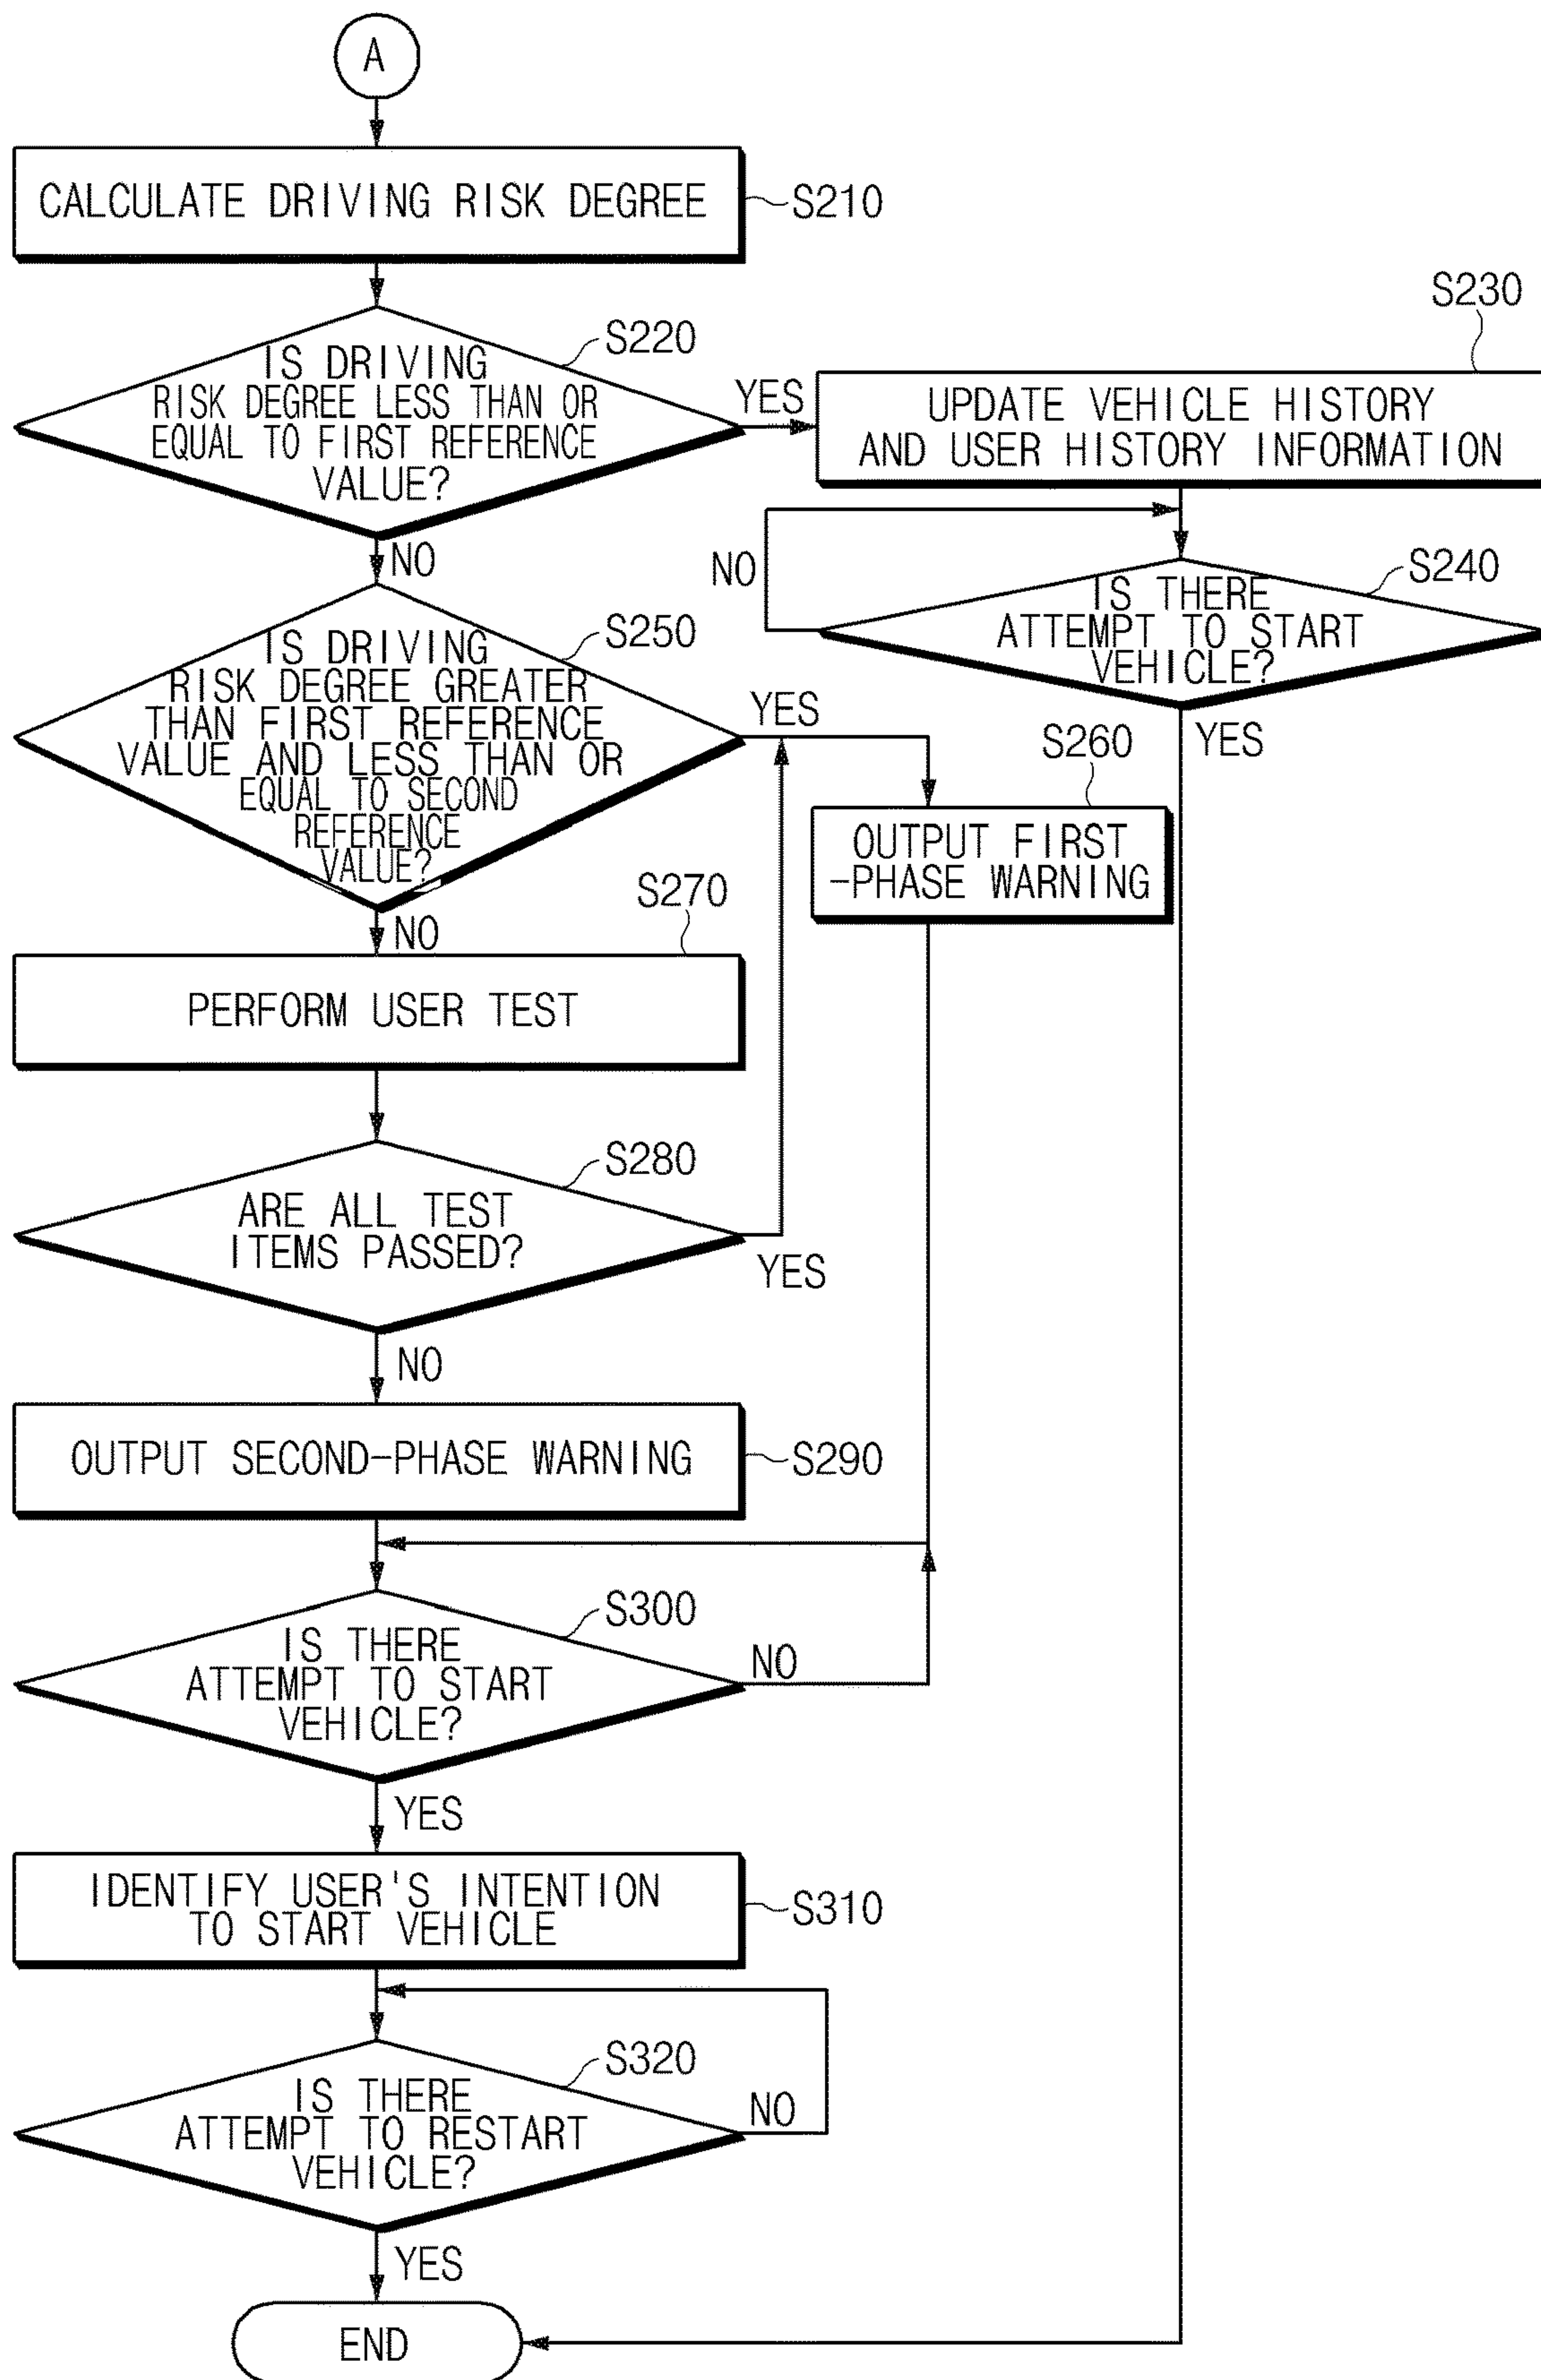 A
CALCULATE DRIVING RISK DEGREE
S210
S220
IS DRIVING
RISK DEGREE LESS THAN OR
EQUAL TO FIRST REFERENCE
VALUE?
YES
NO
S230
UPDATE VEHICLE HISTORY
AND USER HISTORY INFORMATION
NO
S240
IS THERE
ATTEMPT TO START
VEHICLE?
YES
S250
IS DRIVING
RISK DEGREE GREATER
THAN FIRST REFERENCE
VALUE AND LESS THAN OR
EQUAL TO SECOND
REFERENCE
VALUE?
YES
NO
S260
OUTPUT FIRST
-PHASE WARNING
S270
PERFORM USER TEST
S280
ARE ALL TEST
ITEMS PASSED?
YES
NO
OUTPUT SECOND-PHASE WARNING
S290
S300
IS THERE
ATTEMPT TO START
VEHICLE?
NO
YES
IDENTIFY USER'S INTENTION
TO START VEHICLE
S310
S320
IS THERE
ATTEMPT TO RESTART
VEHICLE?
NO
YES
END